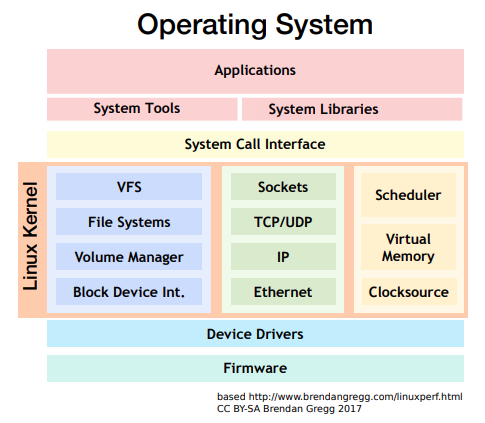 Operating System
Applications
System Tools
System Libraries
System Call Interface
Linux Kernel
VFS
File Systems
Volume Manager
Block Device Int.
Sockets
TCP/UDP
IP
Ethernet
Scheduler
Virtual
Memory
Clocksource
Device Drivers
Firmware
based http://www.brendangregg.com/linuxperf.html
CC BY-SA Brendan Gregg 2017